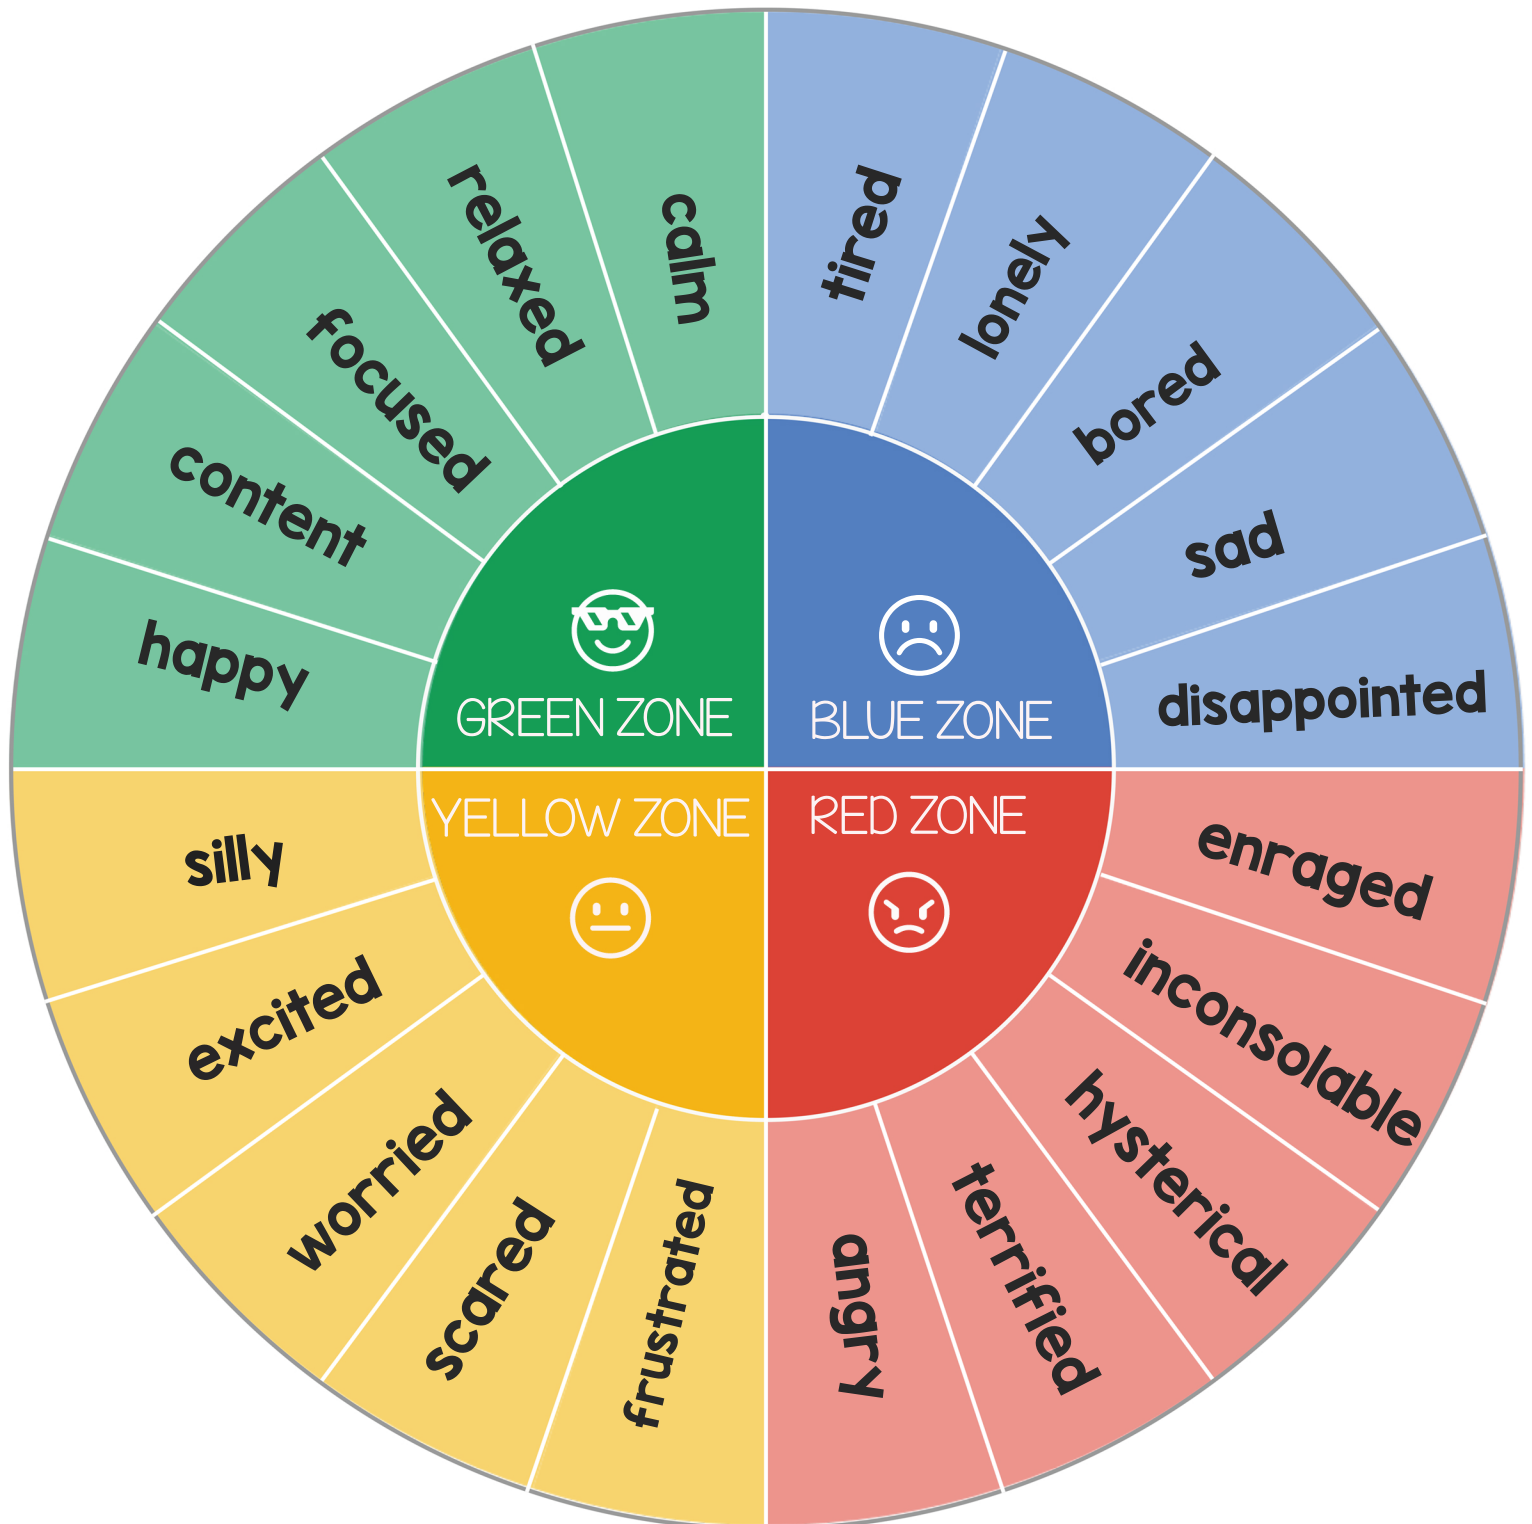 calm
relaxed
focused
content
happy
GREEN ZONE
tired
lonely
bored
sad
disappointed
BLUE ZONE
YELLOW ZONE
silly
excited
worried
scared
frustrated
RED ZONE
enraged
inconsolable
hysterical
terrified
angry